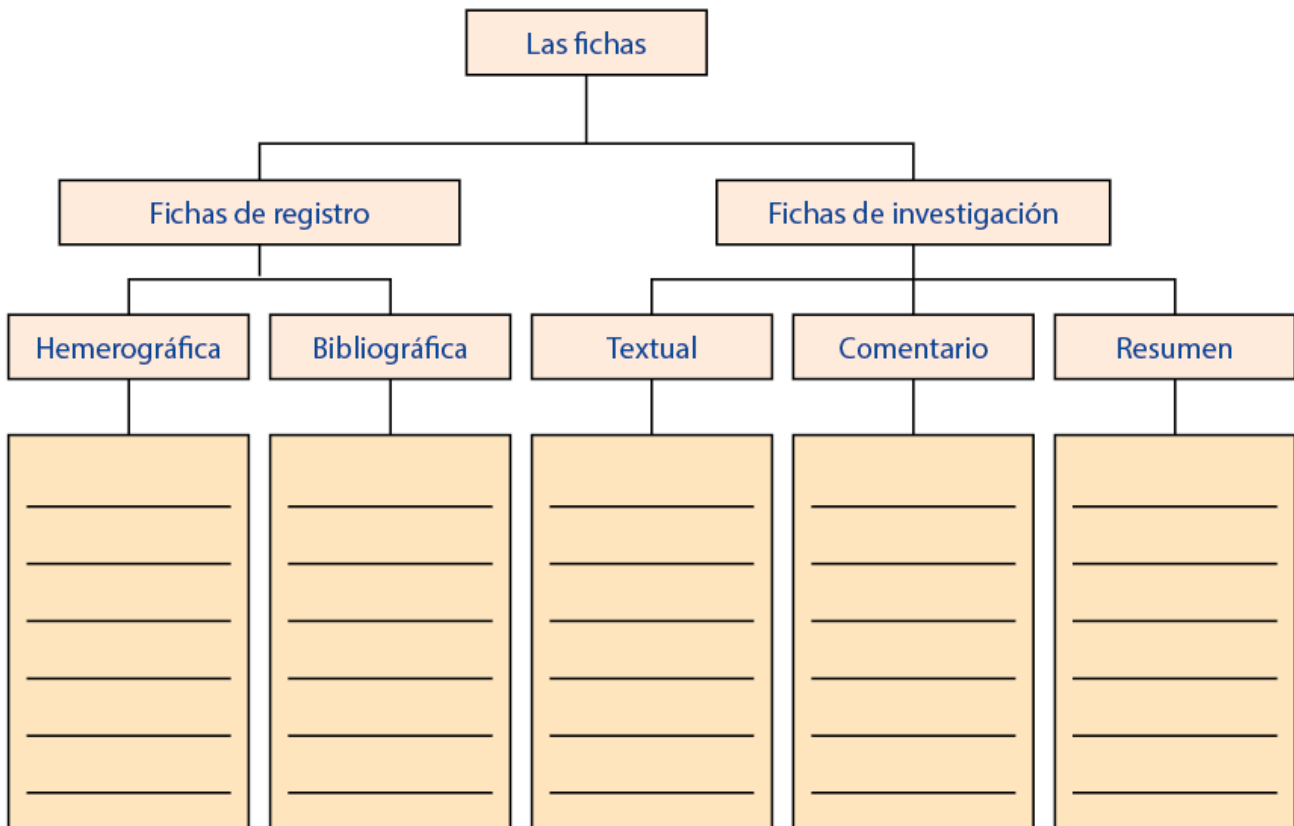 Las fichas
Fichas de registro
Fichas de investigación
Hemerográfica
Bibliográfica
Textual
Comentario
Resumen